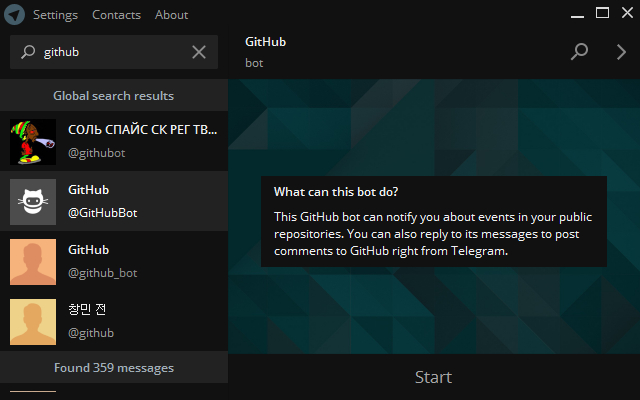 Settings Contacts About
github
Global search results
СОЛЬ СПАЙС СК РЕГ ТВ...
@githubot
GitHub
@GitHubBot
GitHub
@github_bot
창민 전
@github
Found 359 messages
GitHub
bot
What can this bot do?
This GitHub bot can notify you about events in your public
repositories. You can also reply to its messages to post
comments to GitHub right from Telegram.
Start